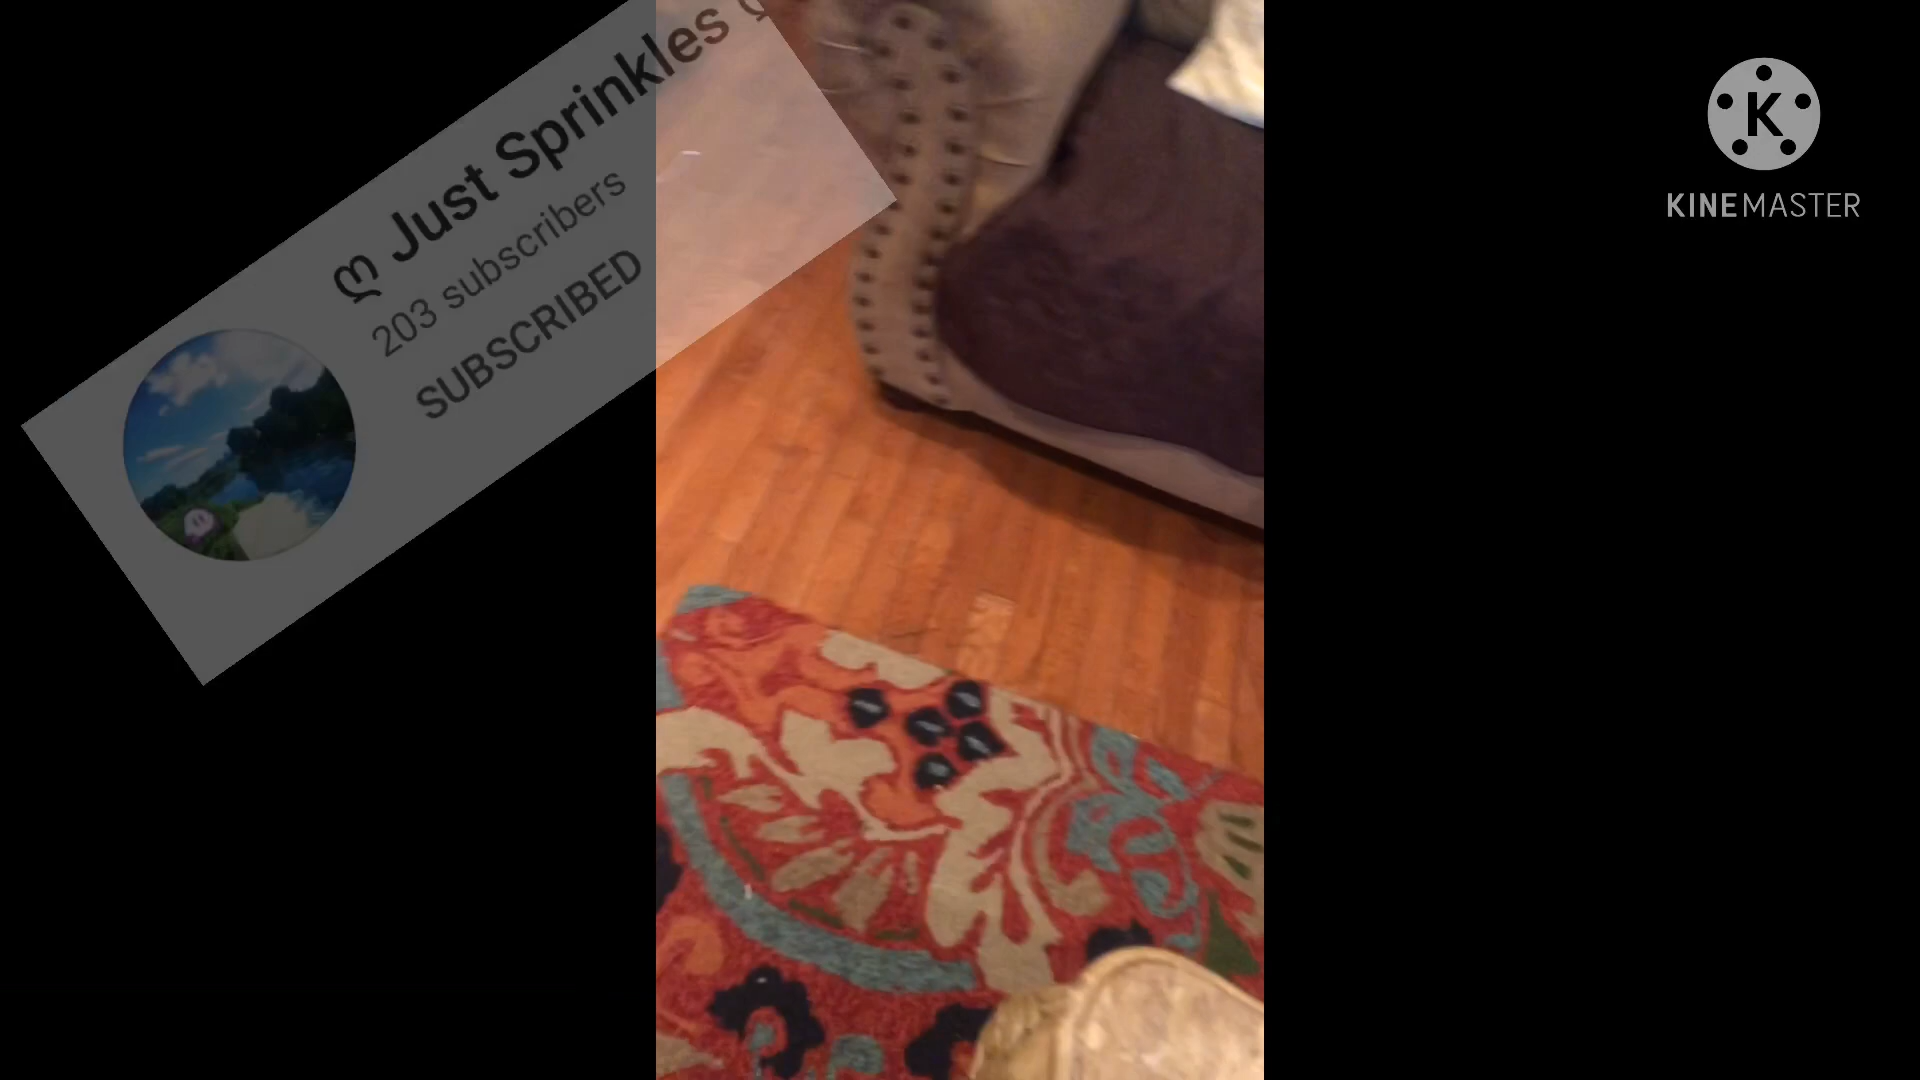 ღ Just Sprinkles ღ
203 subscribers
SUBSCRIBED
K
KINEMASTER